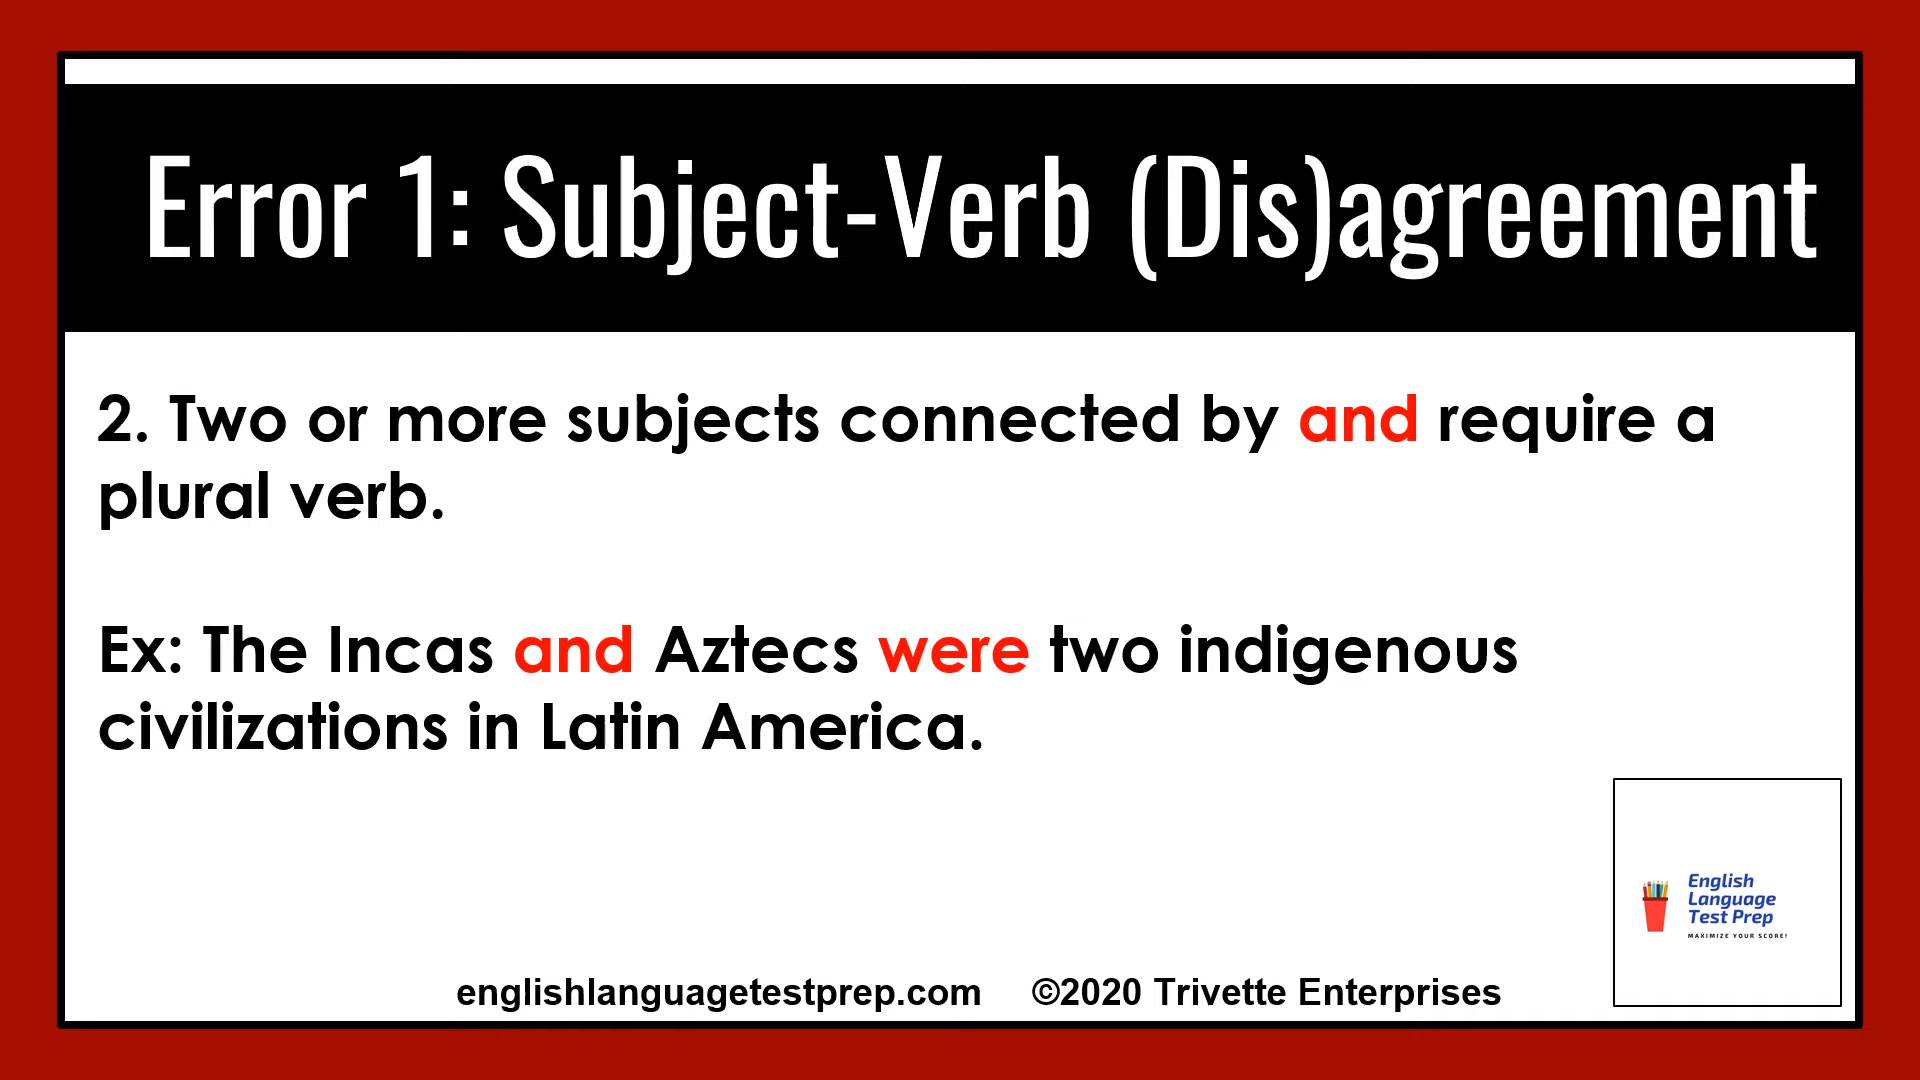 Error 1: Subject-Verb (Dis)agreement
2. Two or more subjects connected by and require a
plural verb.
Ex: The Incas and Aztecs were two indigenous
civilizations in Latin America.
English
Language
Test Prep
MAXIMIZE YOUR SCORE!
englishlanguagetestprep.com ©2020 Trivette Enterprises